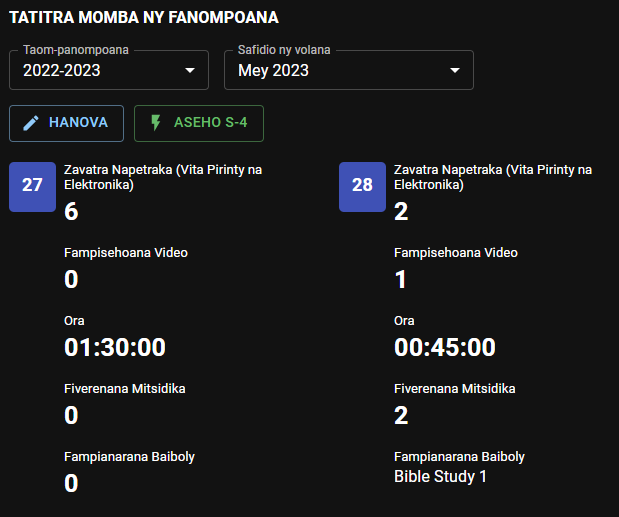 TATITRA MOMBA NY FANOMPOANA
Taom-panompoana
2022-2023
Safidio ny volana
Mey 2023
HANOVA
ASEHO S-4
27
Zavatra Napetraka (Vita Pirinty na
Elektronika)
6
Fampisehoana Video
0
Ora
01:30:00
Fiverenana Mitsidika
0
Fampianarana Baiboly
0
28
Zavatra Napetraka (Vita Pirinty na
Elektronika)
2
Fampisehoana Video
1
Ora
00:45:00
Fiverenana Mitsidika
2
Fampianarana Baiboly
Bible Study 1